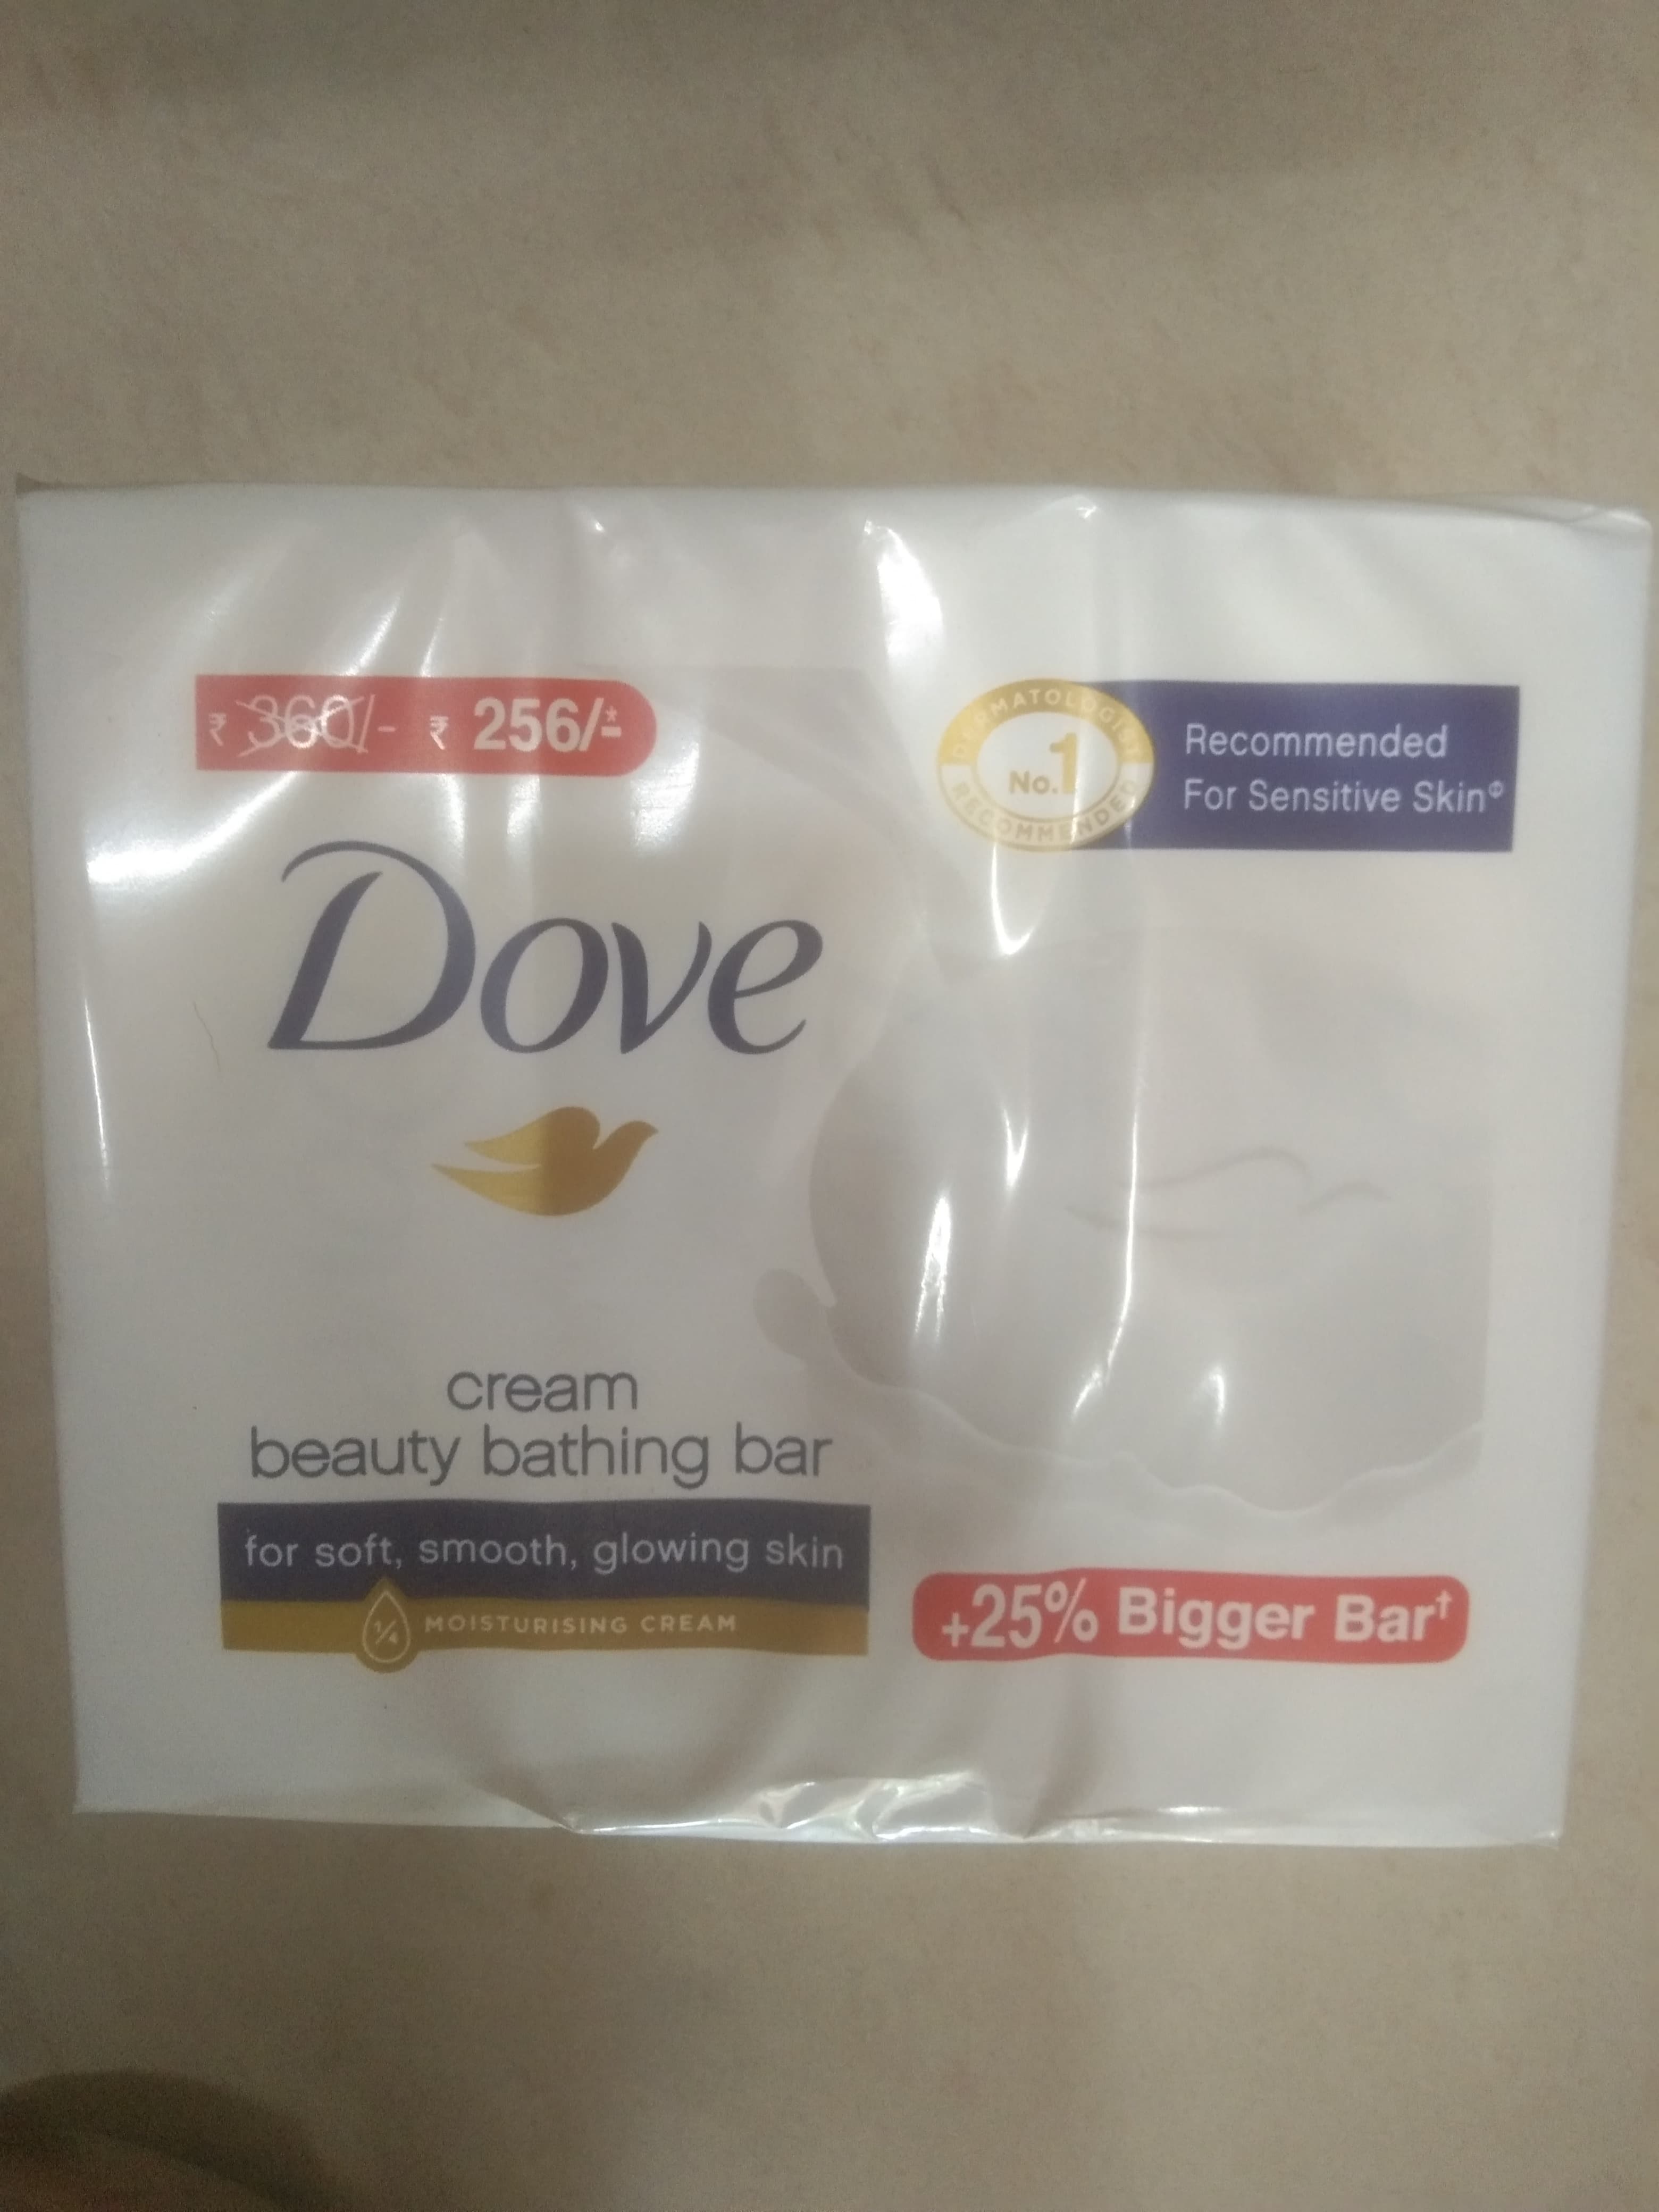 ₹ 360/- ₹ 256/-*
DERMATOLOGIST
No.1
RECOMMENDED
Recommended
For Sensitive Skin⌽
Dove
cream
beauty bathing bar
for soft, smooth, glowing skin
1/4 MOISTURISING CREAM
+25% Bigger Bar†